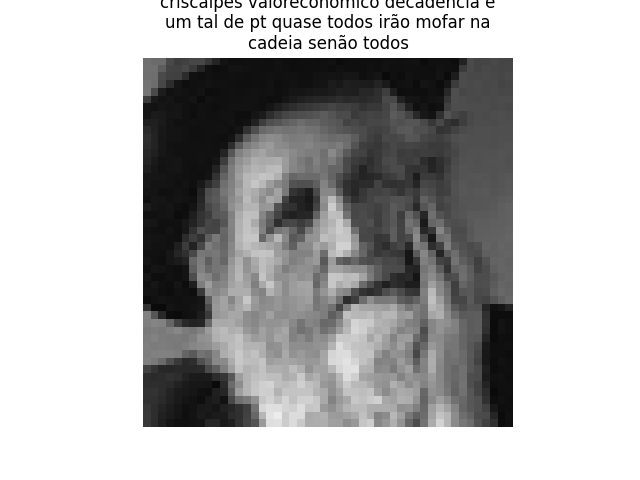 criscalpes valoreconomico decadência e
um tal de pt quase todos irão mofar na
cadeia senão todos